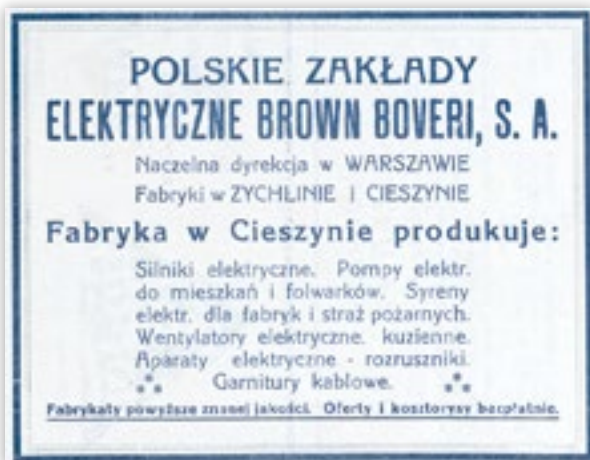 POLSKIE ZAKŁADY
ELEKTRYCZNE BROWN BOVERI, S. A.
Naczelna dyrekcja w WARSZAWIE
Fabryki w ŻYCHLINIE i CIESZYNIE
Fabryka w Cieszynie produkuje:
Silniki elektryczne. Pompy elektr.
do mieszkań i folwarków. Syreny
elektr. dla fabryk i straż pożarnych.
Wentylatory elektryczne, kuzienne.
Aparaty elektryczne - rozruszniki.
Garnitury kablowe.
Fabrykaty powyższe znanej jakości. Oferty i kosztorysy bezpłatnie.